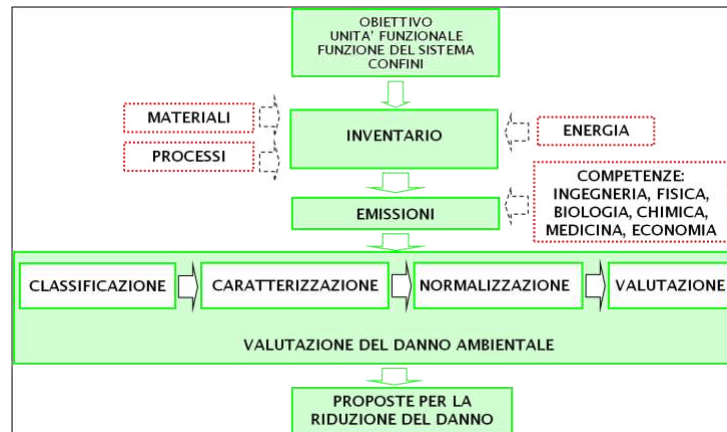 OBIETTIVO
UNITA' FUNZIONALE
FUNZIONE DEL SISTEMA
CONFINI
MATERIALI
PROCESSI
INVENTARIO
ENERGIA
EMISSIONI
COMPETENZE:
INGEGNERIA, FISICA,
BIOLOGIA, CHIMICA,
MEDICINA, ECONOMIA
CLASSIFICAZIONE
CARATTERIZZAZIONE
NORMALIZZAZIONE
VALUTAZIONE
VALUTAZIONE DEL DANNO AMBIENTALE
PROPOSTE PER LA
RIDUZIONE DEL DANNO